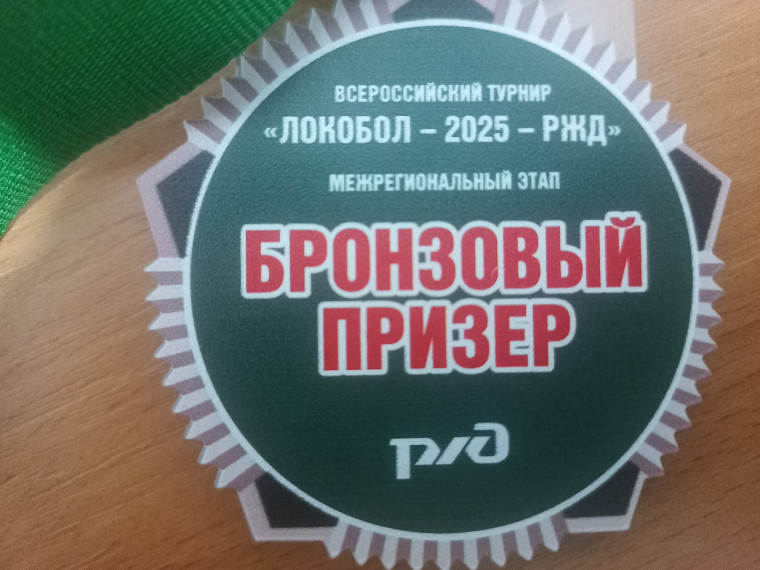 ВСЕРОССИЙСКИЙ ТУРНИР
«ЛОКОБОЛ – 2025 – РЖД»
МЕЖРЕГИОНАЛЬНЫЙ ЭТАП
БРОНЗОВЫЙ
ПРИЗЕР
РЖД